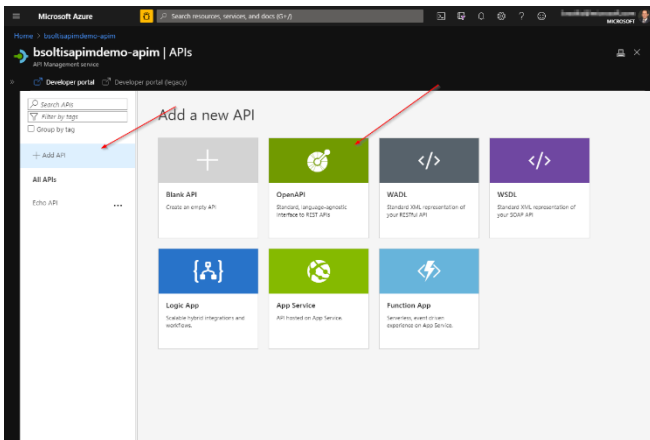 Microsoft Azure
Search resources, services, and docs (G+/)
MICROSOFT
Home > bsoltisapimdemo-apim
bsoltisapimdemo-apim | APIs
API Management service
» Developer portal Developer portal (legacy)
Search APIs
Filter by tags
Group by tag
+ Add API
All APIs
Echo API ...
Add a new API
Blank API
Create an empty API
OpenAPI
Standard, language-agnostic
interface to REST APIs
</>
WADL
Standard XML representation of
your RESTful API
</>
WSDL
Standard XML representation of
your SOAP API
Logic App
Scalable hybrid integrations and
workflows.
App Service
API hosted on App Service.
Function App
Serverless, event driven
experience on App Service.